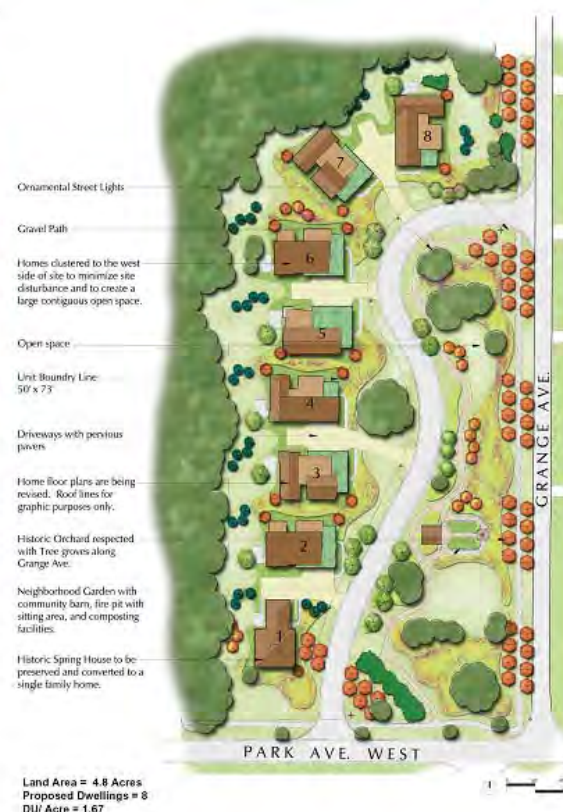 Ornamental Street Lights
Gravel Path
Homes clustered to the west
side of site to minimize site
disturbance and to create a
large contiguous open space.
Open space
Unit Boundry Line
50' x 73'
Driveways with pervious
pavers
Home floor plans are being
revised. Roof lines for
graphic purposes only.
Historic Orchard respected
with Tree groves along
Grange Ave.
Neighborhood Garden with
community barn, fire pit with
sitting area, and composting
facilities.
Historic Spring House to be
preserved and converted to a
single family home.
8
7
6
5
4
3
2
1
GRANGE AVE.
PARK AVE. WEST
Land Area = 4.8 Acres
Proposed Dwellings = 8
DU/ Acre = 1.67